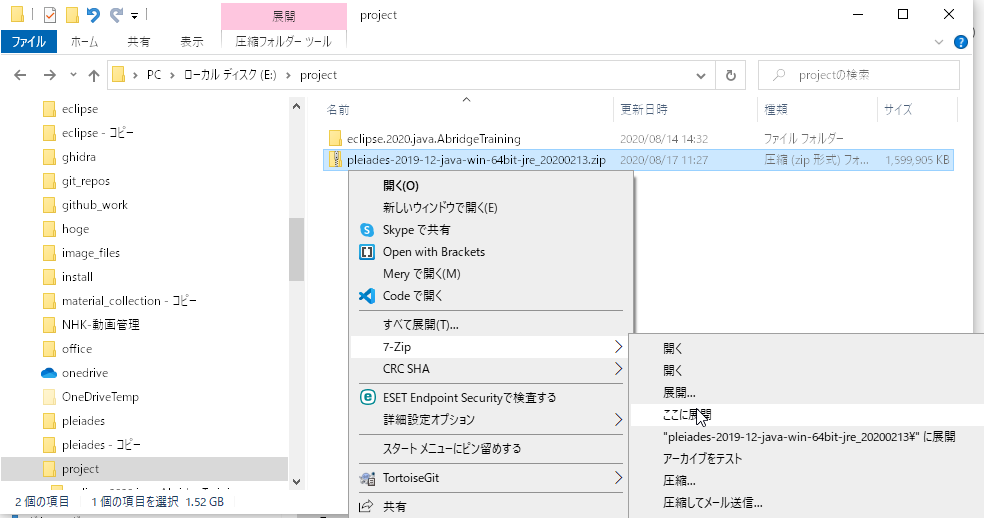 展開
project
ファイル
ホーム
共有
表示
圧縮フォルダー ツール
PC
ローカル ディスク (E:)
project
projectの検索
名前
更新日時
種類
サイズ
eclipse
eclipse - コピー
ghidra
git_repos
github_work
hoge
image_files
install
material_collection - コピー
NHK-動画管理
office
onedrive
OneDriveTemp
pleiades
pleiades - コピー
project
eclipse.2020.java.AbridgeTraining 2020/08/14 14:32 ファイル フォルダー
pleiades-2019-12-java-win-64bit-jre_20200213.zip 2020/08/17 11:27 圧縮 (zip 形式) フォ... 1,599,905 KB
開く(O)
新しいウィンドウで開く(E)
Skype で共有
Open with Brackets
Mery で開く(M)
Code で開く
すべて展開(T)...
7-Zip
CRC SHA
ESET Endpoint Securityで検査する
詳細設定オプション
スタート メニューにピン留めする
TortoiseGit
共有
開く
開く
展開...
ここに展開
"pleiades-2019-12-java-win-64bit-jre_20200213¥" に展開
アーカイブをテスト
圧縮...
圧縮してメール送信...
2 個の項目
1 個の項目を選択 1.52 GB